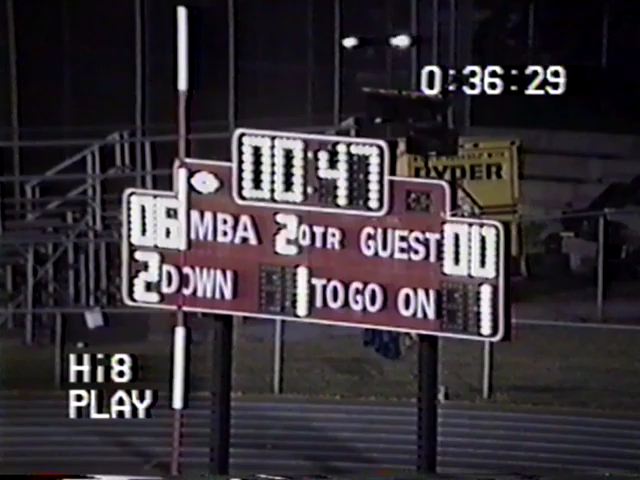 0:36:29
00:47
RYDER
06 MBA 2 QTR GUEST 00
2 DOWN 1 TO GO ON 1
Hi8
PLAY